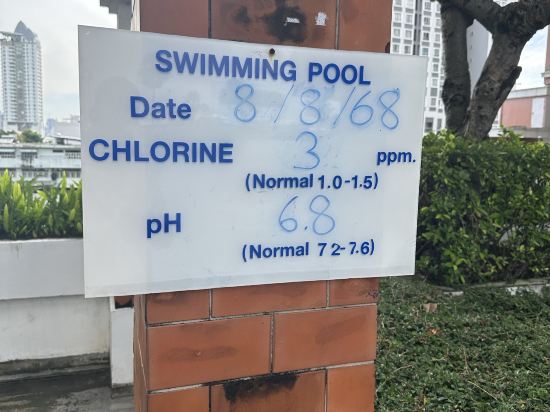 SWIMMING POOL
Date 8/8/68
CHLORINE 3 ppm.
(Normal 1.0-1.5)
pH 6.8
(Normal 7 2-7.6)